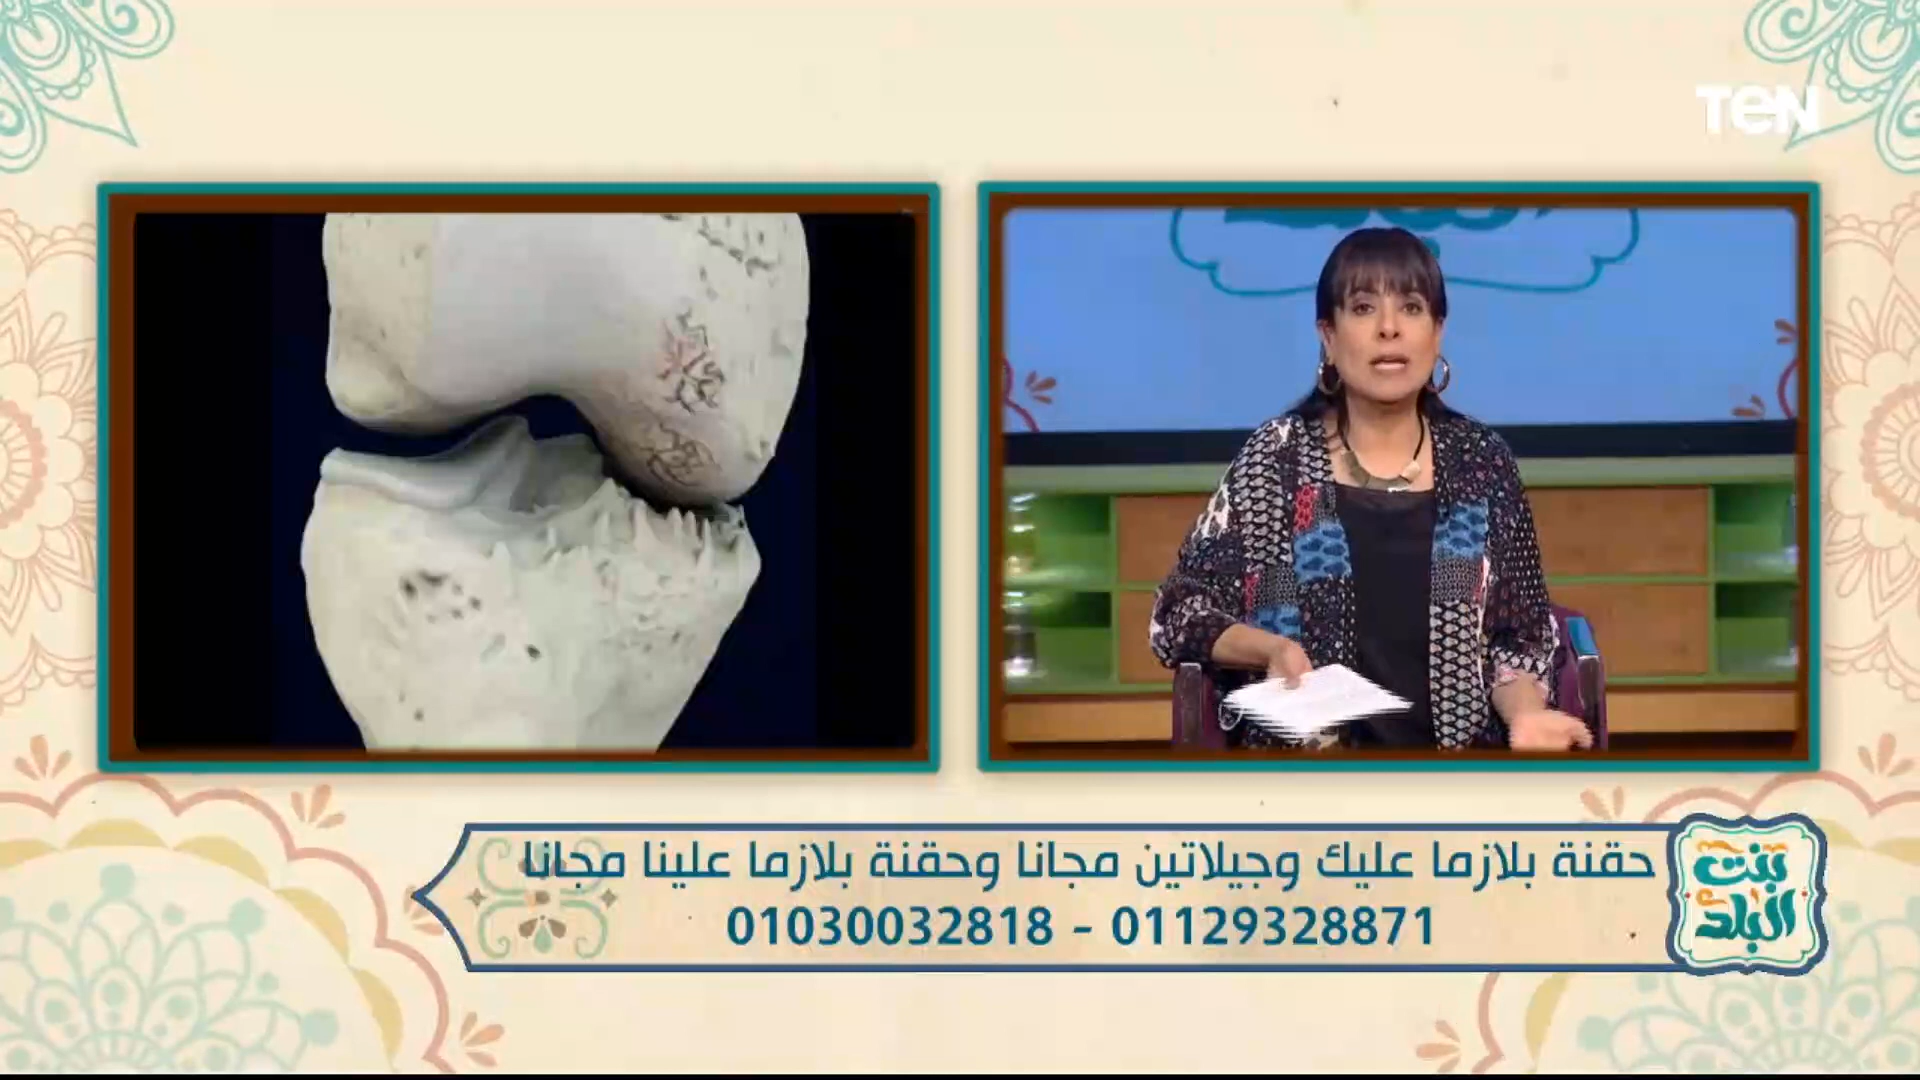 TEN
حقنة بلازما عليك وجيلاتين مجانا وحقنة بلازما علينا مجانا
01030032818 - 01129328871
بنت
البلد